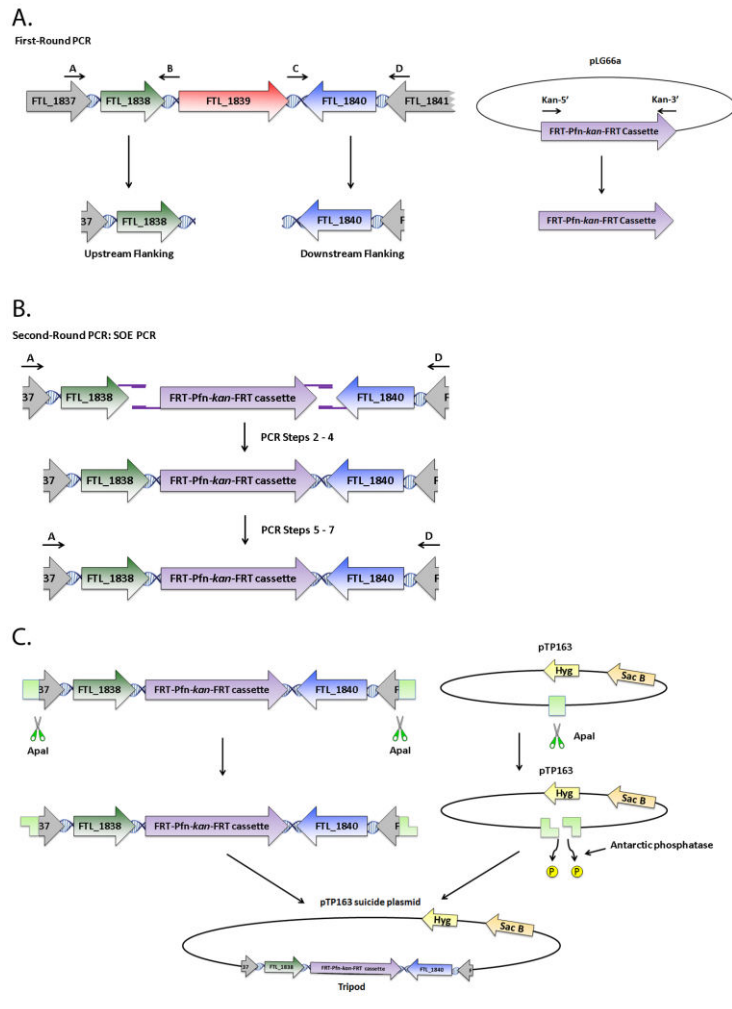 A.
First-Round PCR
A B C D
FTL_1837 FTL_1838 FTL_1839 FTL_1840 FTL_1841
pLG66a
Kan-5' Kan-3'
FRT-Pfn-kan-FRT Cassette
37 FTL_1838 FTL_1840 F
FRT-Pfn-kan-FRT Cassette
Upstream Flanking Downstream Flanking
B.
Second-Round PCR: SOE PCR
A D
37 FTL_1838 FRT-Pfn-kan-FRT cassette FTL_1840 F
PCR Steps 2 - 4
37 FTL_1838 FRT-Pfn-kan-FRT cassette FTL_1840 F
PCR Steps 5 - 7
A D
37 FTL_1838 FRT-Pfn-kan-FRT cassette FTL_1840 F
C.
pTP163
Hyg Sac B
37 FTL_1838 FRT-Pfn-kan-FRT cassette FTL_1840 F
ApaI ApaI ApaI
pTP163
Hyg Sac B
37 FTL_1838 FRT-Pfn-kan-FRT cassette FTL_1840 F
Antarctic phosphatase
P P
pTP163 suicide plasmid
Hyg Sac B
37 FTL_1838 FRT-Pfn-kan-FRT cassette FTL_1840 F
Tripod